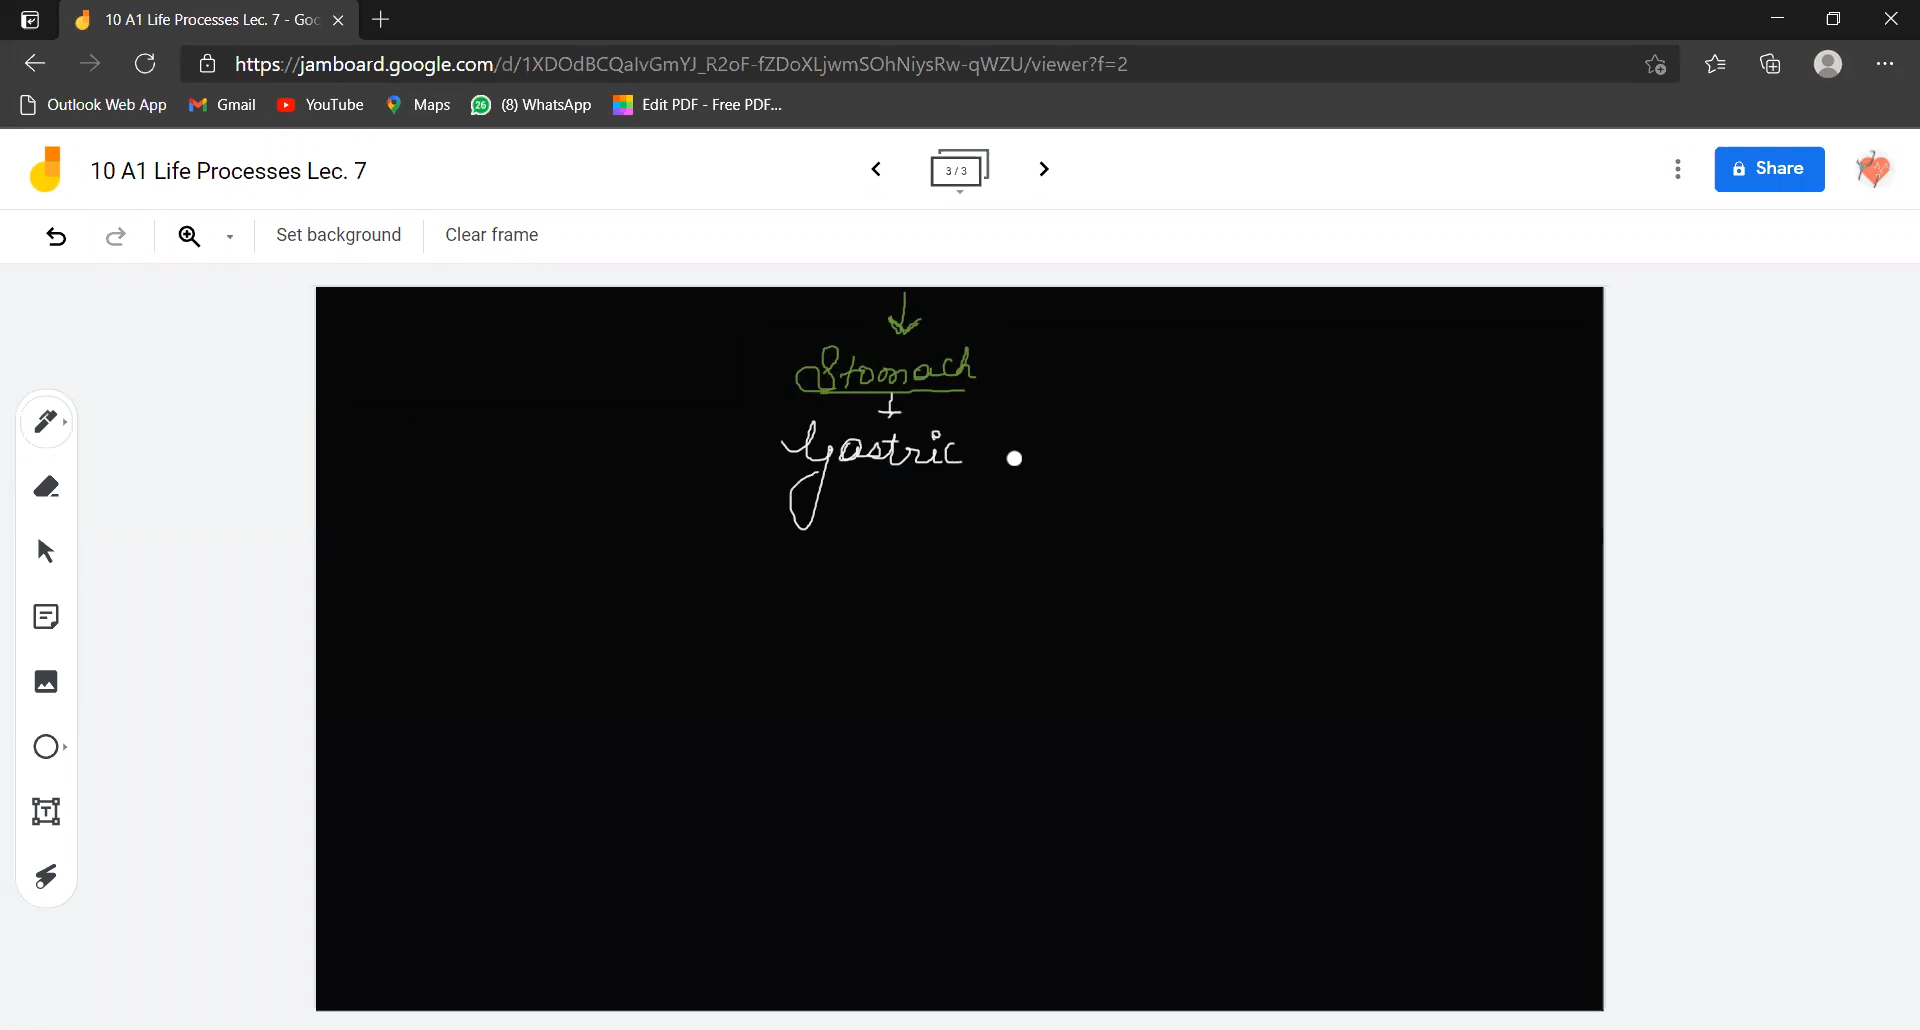 10 A1 Life Processes Lec. 7 - Goo
https://jamboard.google.com/d/1XDOdBCQaIvGmYJ_R2oF-fZDoXLjwmSOhNiysRw-qWZU/viewer?f=2
Outlook Web App Gmail YouTube Maps 26 (8) WhatsApp Edit PDF - Free PDF...
10 A1 Life Processes Lec. 7 3 / 3 Share
Set background Clear frame
Stomach
Gastric